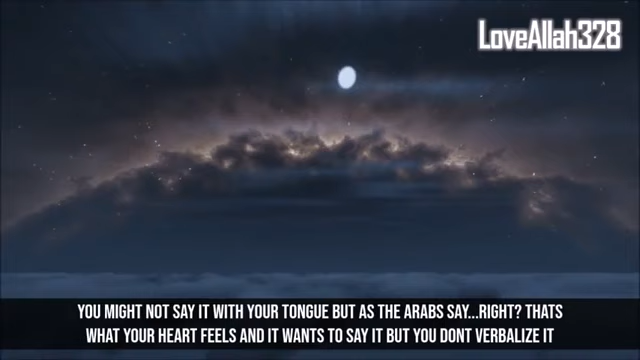 LoveAllah328
YOU MIGHT NOT SAY IT WITH YOUR TONGUE BUT AS THE ARABS SAY...RIGHT? THATS
WHAT YOUR HEART FEELS AND IT WANTS TO SAY IT BUT YOU DONT VERBALIZE IT